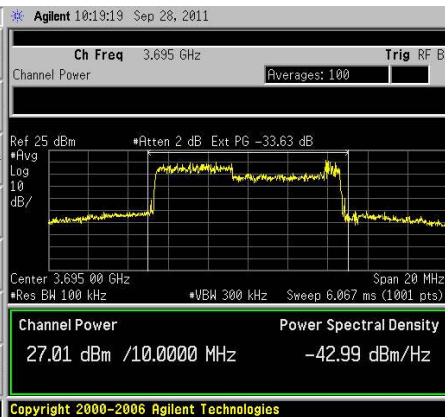 Agilent 10:19:19 Sep 28, 2011
Ch Freq 3.695 GHz Trig RF B
Channel Power Averages: 100
Ref 25 dBm #Atten 2 dB Ext PG -33.63 dB
#Avg
Log
10
dB/
Center 3.695 00 GHz Span 20 MHz
#Res BW 100 kHz #VBW 300 kHz Sweep 6.067 ms (1001 pts)
Channel Power Power Spectral Density
27.01 dBm /10.0000 MHz -42.99 dBm/Hz
Copyright 2000-2006 Agilent Technologies